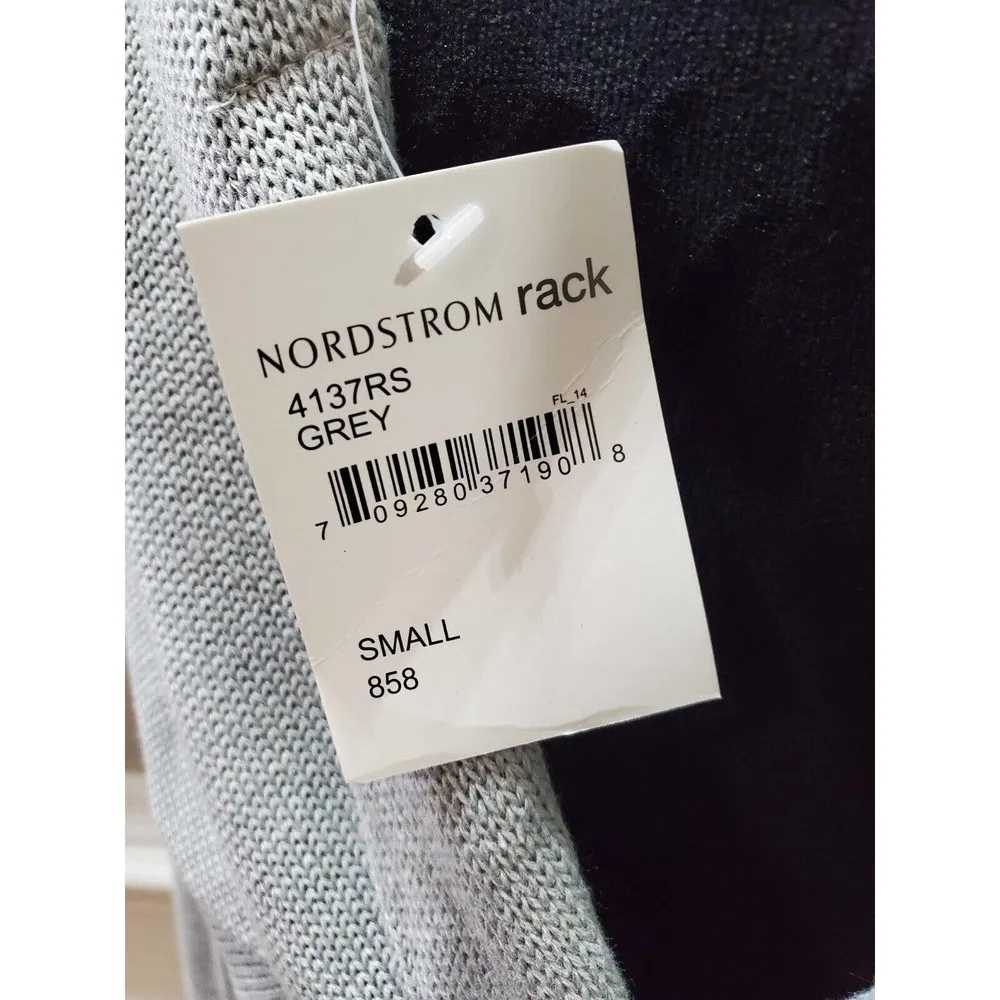 NORDSTROM rack
4137RS
GREY
FL_14
7 09280 37190 8
SMALL
858